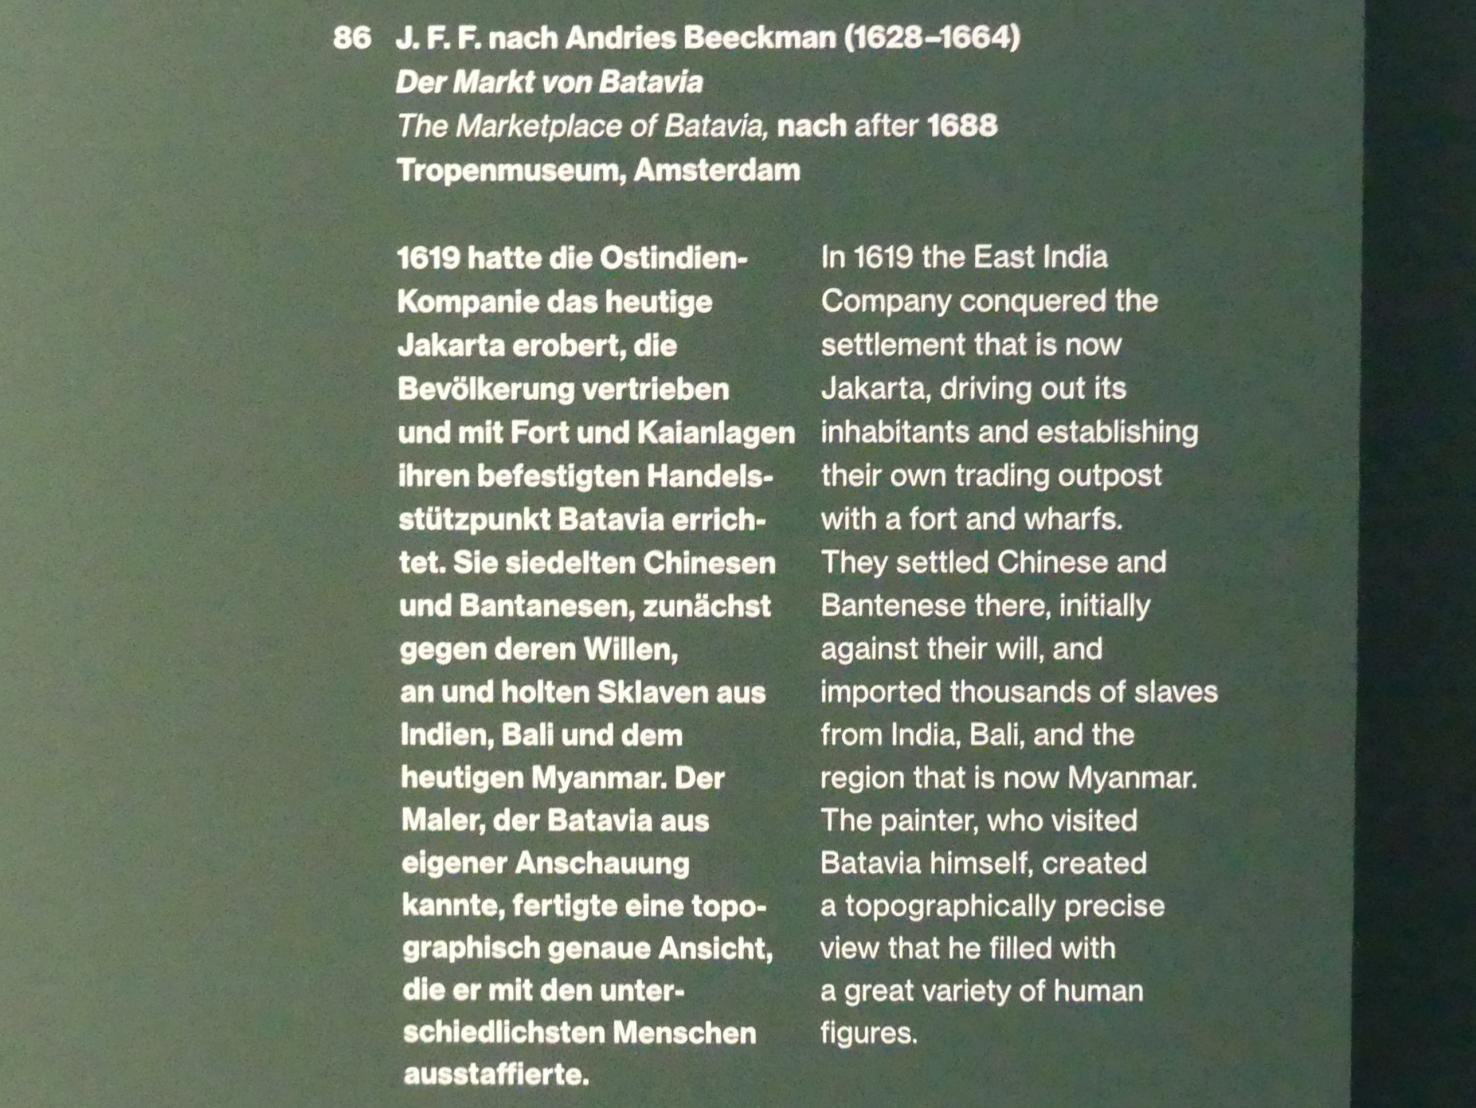 86 J. F. F. nach Andries Beeckman (1628–1664)
Der Markt von Batavia
The Marketplace of Batavia, nach after 1688
Tropenmuseum, Amsterdam
1619 hatte die Ostindien-
Kompanie das heutige
Jakarta erobert, die
Bevölkerung vertrieben
und mit Fort und Kaianlagen
ihren befestigten Handels-
stützpunkt Batavia errich-
tet. Sie siedelten Chinesen
und Bantanesen, zunächst
gegen deren Willen,
an und holten Sklaven aus
Indien, Bali und dem
heutigen Myanmar. Der
Maler, der Batavia aus
eigener Anschauung
kannte, fertigte eine topo-
graphisch genaue Ansicht,
die er mit den unter-
schiedlichsten Menschen
ausstaffierte.
In 1619 the East India
Company conquered the
settlement that is now
Jakarta, driving out its
inhabitants and establishing
their own trading outpost
with a fort and wharfs.
They settled Chinese and
Bantenese there, initially
against their will, and
imported thousands of slaves
from India, Bali, and the
region that is now Myanmar.
The painter, who visited
Batavia himself, created
a topographically precise
view that he filled with
a great variety of human
figures.